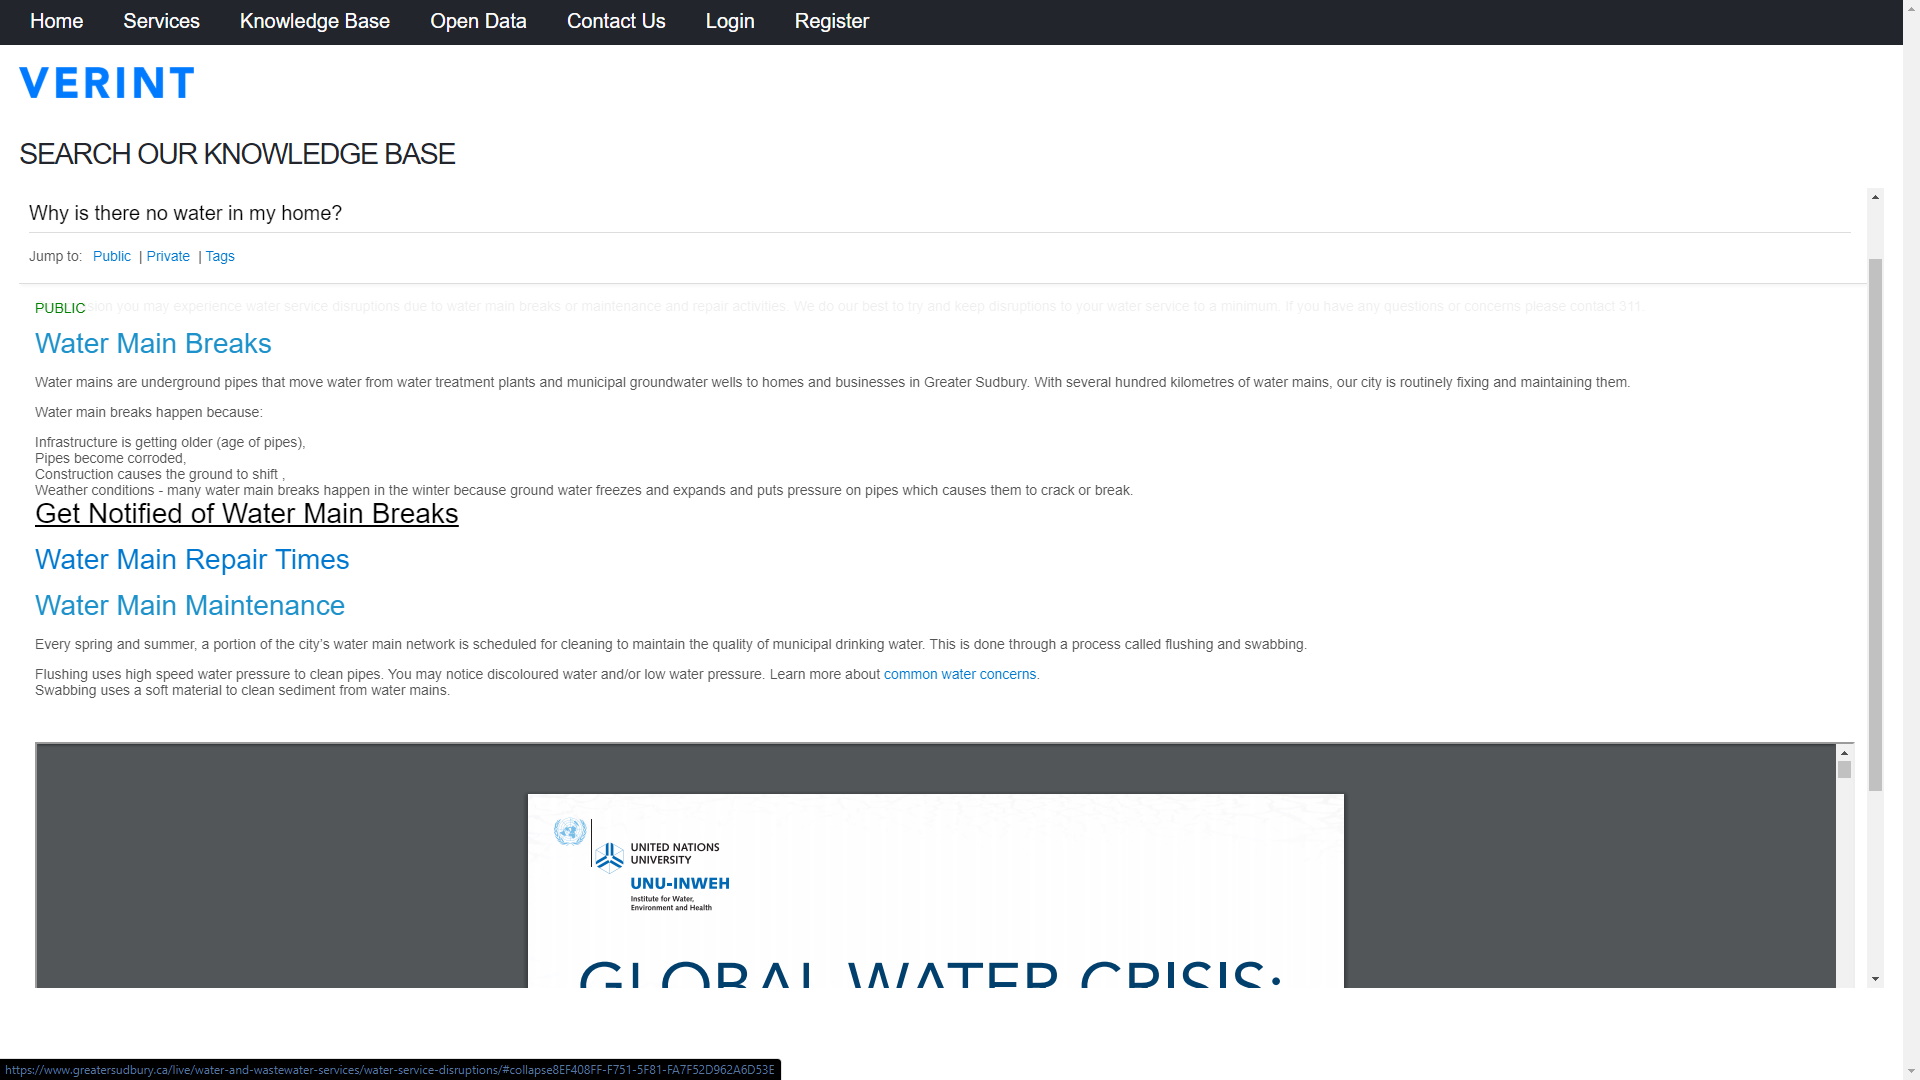 Home Services Knowledge Base Open Data Contact Us Login Register
VERINT
SEARCH OUR KNOWLEDGE BASE
Why is there no water in my home?
Jump to: Public | Private | Tags
PUBLIC
sion you may experience water service disruptions due to water main breaks or maintenance and repair activities. We do our best to try and keep disruptions to your water service to a minimum. If you have any questions or concerns please contact 311.
Water Main Breaks
Water mains are underground pipes that move water from water treatment plants and municipal groundwater wells to homes and businesses in Greater Sudbury. With several hundred kilometres of water mains, our city is routinely fixing and maintaining them.
Water main breaks happen because:
Infrastructure is getting older (age of pipes),
Pipes become corroded,
Construction causes the ground to shift ,
Weather conditions - many water main breaks happen in the winter because ground water freezes and expands and puts pressure on pipes which causes them to crack or break.
Get Notified of Water Main Breaks
Water Main Repair Times
Water Main Maintenance
Every spring and summer, a portion of the city’s water main network is scheduled for cleaning to maintain the quality of municipal drinking water. This is done through a process called flushing and swabbing.
Flushing uses high speed water pressure to clean pipes. You may notice discoloured water and/or low water pressure. Learn more about common water concerns.
Swabbing uses a soft material to clean sediment from water mains.
UNITED NATIONS
UNIVERSITY
UNU-INWEH
Institute for Water,
Environment and Health
GLOBAL WATER CRISIS:
https://www.greatersudbury.ca/live/water-and-wastewater-services/water-service-disruptions/#collapse8EF408FF-F751-5F81-FA7F52D962A6D53E